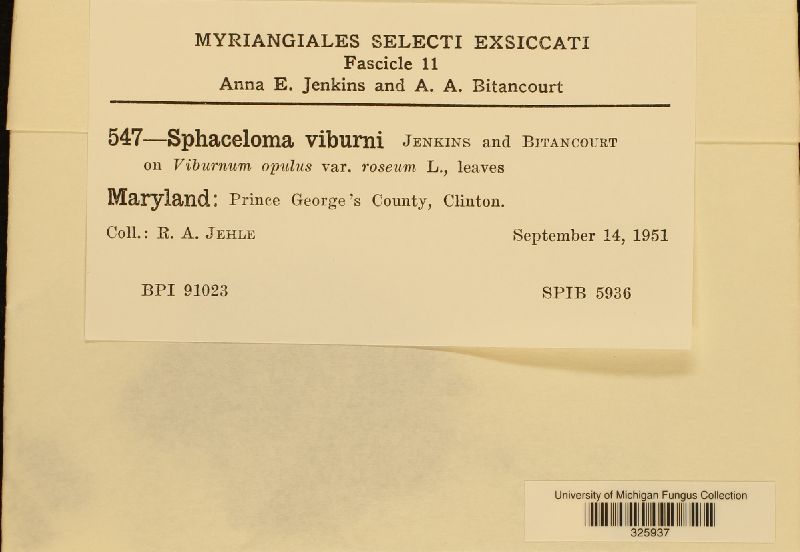 MYRIANGIALES SELECTI EXSICCATI
Fascicle 11
Anna E. Jenkins and A. A. Bitancourt
547—Sphaceloma viburni JENKINS and BITANCOURT
on Viburnum opulus var. roseum L., leaves
Maryland: Prince George's County, Clinton.
Coll.: R. A. JEHLE September 14, 1951
BPI 91023 SPIB 5936
University of Michigan Fungus Collection
325937